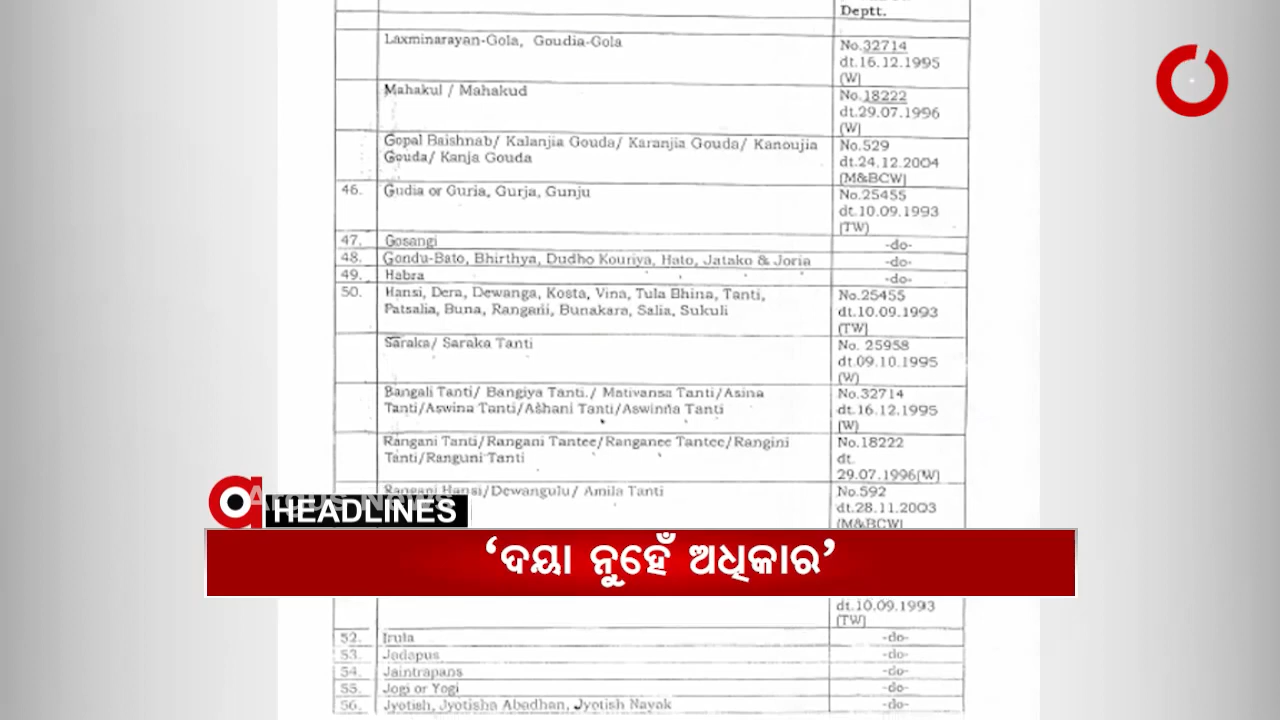 Deptt.
Laxminarayan-Gola, Goudia-Gola
No.32714
dt.16.12.1995
(W)
Mahakul / Mahakud
No.18222
dt.29.07.1996
(W)
Gopal Baishnab/ Kalanjia Gouda/ Karanjia Gouda/ Kanoujia
Gouda/ Kanja Gouda
No.529
dt.24.12.2004
(M&BCW)
46. Gudia or Guria, Gurja, Gunju
No.25455
dt.10.09.1993
(TW)
47. Gosangi -do-
48. Gondu-Bato, Bhirthya, Dudho Kouriya, Hato, Jatako & Joria -do-
49. Habra -do-
50. Hansi, Dera, Dewanga, Kosta, Vina, Tula Bhina, Tanti,
Patsalia, Buna, Rangani, Bunakara, Salia, Sukuli
No.25455
dt.10.09.1993
(TW)
Saraka/ Saraka Tanti
No. 25958
dt.09.10.1995
(W)
Bangali Tanti/ Bangiya Tanti./ Mativansa Tanti/Asina
Tanti/Aswina Tanti/Ashani Tanti/Aswinna Tanti
No.32714
dt.16.12.1995
(W)
Rangani Tanti/Rangani Tantee/Ranganee Tantee/Rangini
Tanti/Ranguni Tanti
No.18222
dt.
29.07.1996(W)
Rangani Hansi/Dewangulu/ Amila Tanti
No.592
dt.28.11.2003
(M&BCW)
HEADLINES
‘ଦୟା ନୁହେଁ ଅଧିକାର’
dt.10.09.1993
(TW)
52. Irula -do-
53. Jadapus -do-
54. Jaintrapans -do-
55. Jogi or Yogi -do-
56. Jyotish, Jyotisha Abadhan, Jyotish Nayak -do-